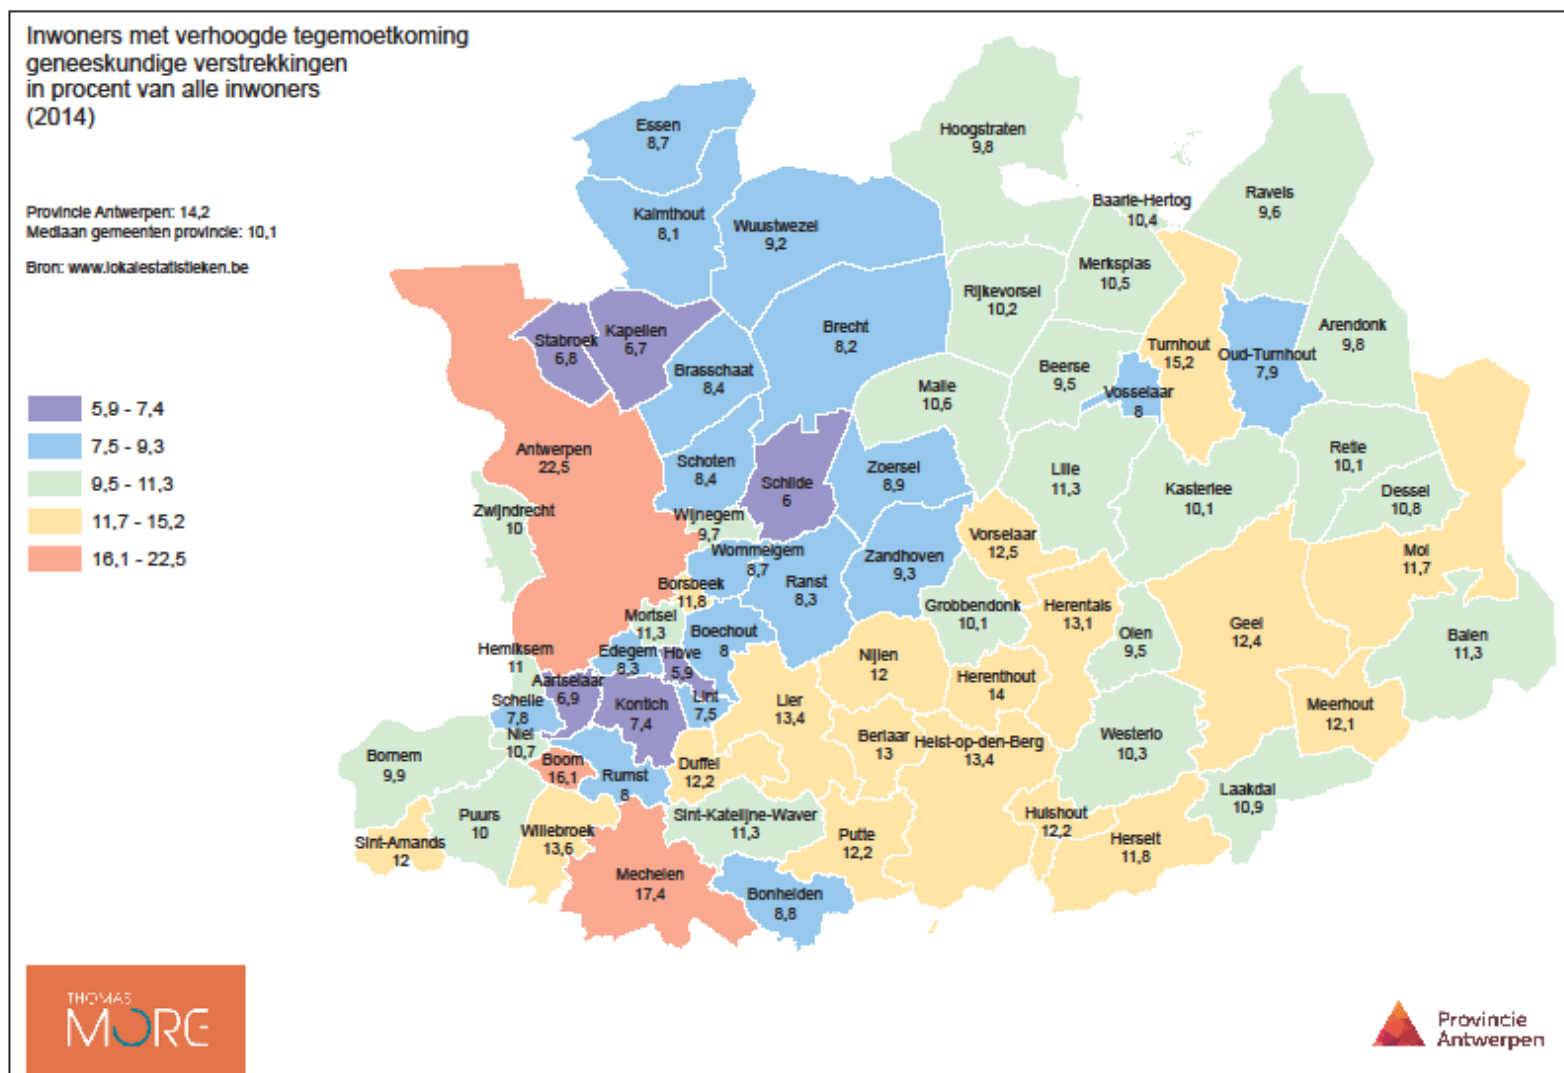 Inwoners met verhoogde tegemoetkoming
geneeskundige verstrekkingen
in procent van alle inwoners
(2014)
Provincie Antwerpen: 14,2
Mediaan gemeenten provincie: 10,1
Bron: www.lokalestatistieken.be
5,9 - 7,4
7,5 - 9,3
9,5 - 11,3
11,7 - 15,2
16,1 - 22,5
Essen
8,7
Hoogstraten
9,8
Kalmthout
8,1
Wuustwezel
9,2
Baarle-Hertog
10,4
Ravels
9,6
Merksplas
10,5
Rijkevorsel
10,2
Stabroek
6,8
Kapellen
6,7
Brecht
8,2
Turnhout
15,2
Oud-Turnhout
7,9
Arendonk
9,8
Brasschaat
8,4
Malle
10,6
Beerse
9,5
Vosselaar
8
Antwerpen
22,5
Schoten
8,4
Schilde
6
Zoersel
8,9
Lille
11,3
Kasterlee
10,1
Retie
10,1
Dessel
10,8
Zwijndrecht
10
Wijnegem
9,7
Wommelgem
8,7
Ranst
8,3
Zandhoven
9,3
Vorselaar
12,5
Mol
11,7
Borsbeek
11,8
Mortsel
11,3
Boechout
8
Grobbendonk
10,1
Herentals
13,1
Olen
9,5
Geel
12,4
Balen
11,3
Hemiksem
11
Edegem
8,3
Hove
5,9
Nijlen
12
Herenthout
14
Aartselaar
6,9
Schelle
7,8
Kontich
7,4
Lint
7,5
Lier
13,4
Meerhout
12,1
Niel
10,7
Berlaar
13
Heist-op-den-Berg
13,4
Westerlo
10,3
Bornem
9,9
Boom
16,1
Rumst
8
Duffel
12,2
Laakdal
10,9
Puurs
10
Sint-Katelijne-Waver
11,3
Hulshout
12,2
Sint-Amands
12
Willebroek
13,6
Putte
12,2
Herselt
11,8
Mechelen
17,4
Bonheiden
8,8
THOMAS
MORE
Provincie
Antwerpen